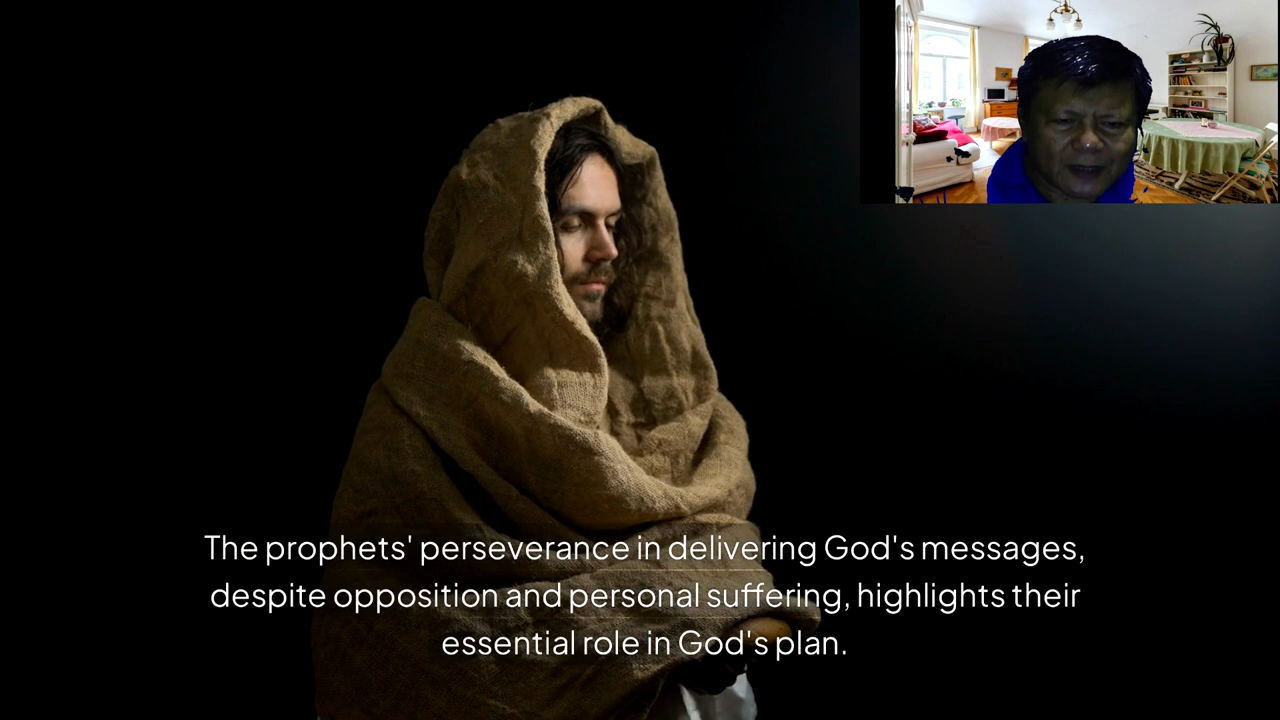 The prophets' perseverance in delivering God's messages,
despite opposition and personal suffering, highlights their
essential role in God's plan.